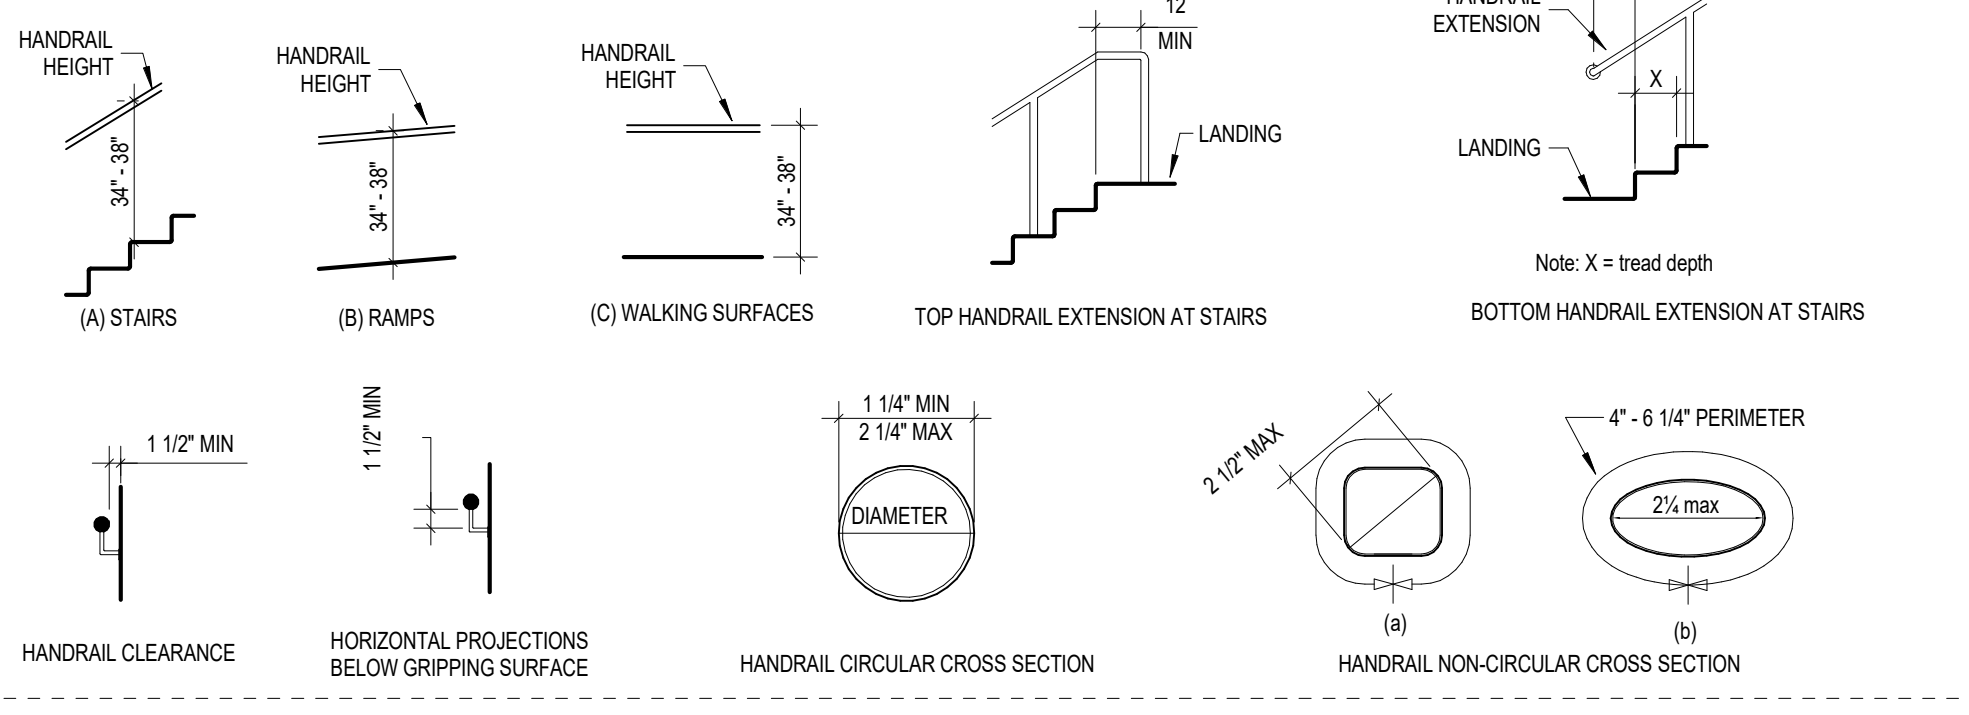 HANDRAIL
HEIGHT
34" - 38"
(A) STAIRS
HANDRAIL
HEIGHT
34" - 38"
(B) RAMPS
HANDRAIL
HEIGHT
34" - 38"
(C) WALKING SURFACES
12
MIN
LANDING
TOP HANDRAIL EXTENSION AT STAIRS
HANDRAIL
EXTENSION
X
LANDING
Note: X = tread depth
BOTTOM HANDRAIL EXTENSION AT STAIRS
1 1/2" MIN
HANDRAIL CLEARANCE
1 1/2" MIN
HORIZONTAL PROJECTIONS
BELOW GRIPPING SURFACE
1 1/4" MIN
2 1/4" MAX
DIAMETER
HANDRAIL CIRCULAR CROSS SECTION
2 1/2" MAX
(a)
4" - 6 1/4" PERIMETER
2¼ max
(b)
HANDRAIL NON-CIRCULAR CROSS SECTION